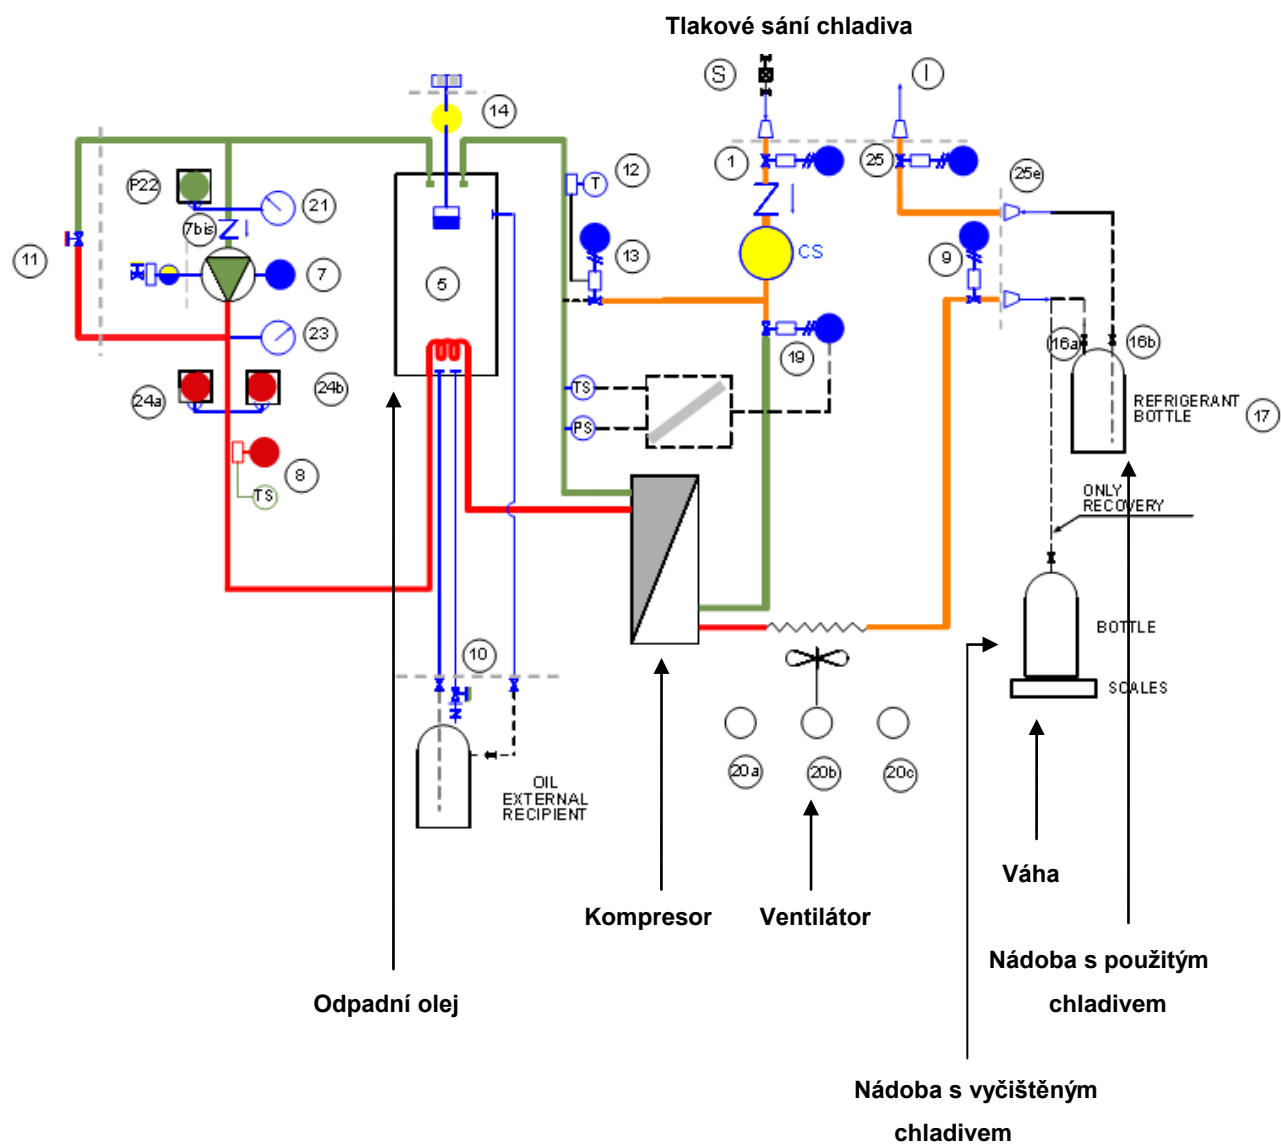 Tlakové sání chladiva
S
I
14
1
25
12
25e
P22
T
21
7bis
11
13
9
7
5
CS
23
16a
16b
19
24a
24b
TS
REFRIGERANT
BOTTLE
17
PS
8
TS
ONLY
RECOVERY
BOTTLE
10
SCALES
20a
20b
20c
OIL
EXTERNAL
RECIPIENT
Váha
Kompresor
Ventilátor
Nádoba s použitým
chladivem
Odpadní olej
Nádoba s vyčištěným
chladivem